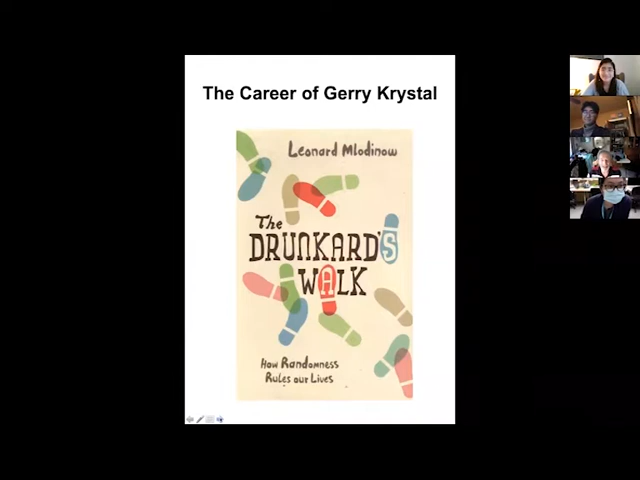 The Career of Gerry Krystal
Leonard Mlodinow
The
DRUNKARD'S
WALK
How Randomness
Rules our Lives